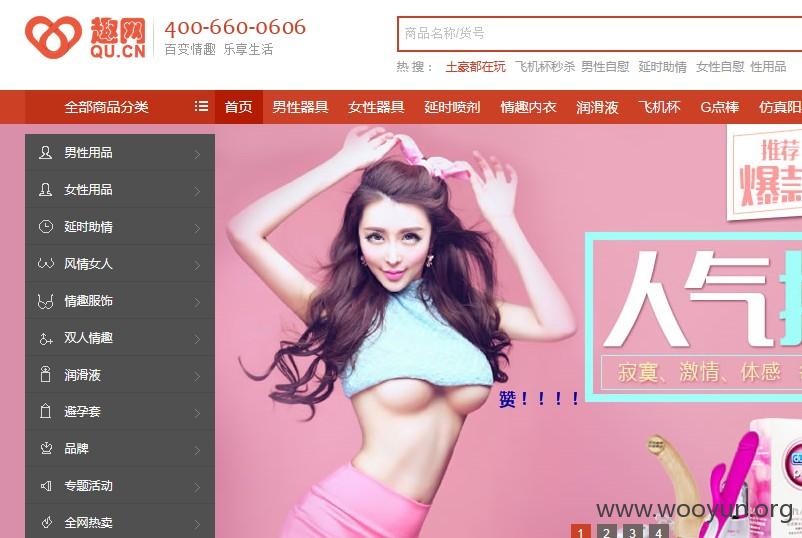 趣网
QU.CN
400-660-0606
百变情趣 乐享生活
商品名称/货号
热 搜： 土豪都在玩 飞机杯秒杀 男性自慰 延时助情 女性自慰 性用品
全部商品分类 首页 男性器具 女性器具 延时喷剂 情趣内衣 润滑液 飞机杯 G点棒 仿真阳
男性用品
女性用品
延时助情
风情女人
情趣服饰
双人情趣
润滑液
避孕套
品牌
专题活动
全网热卖
推荐
爆款
人气
寂寞、激情、体感
赞！！！！
1 2 3 4
www.wooyun.org